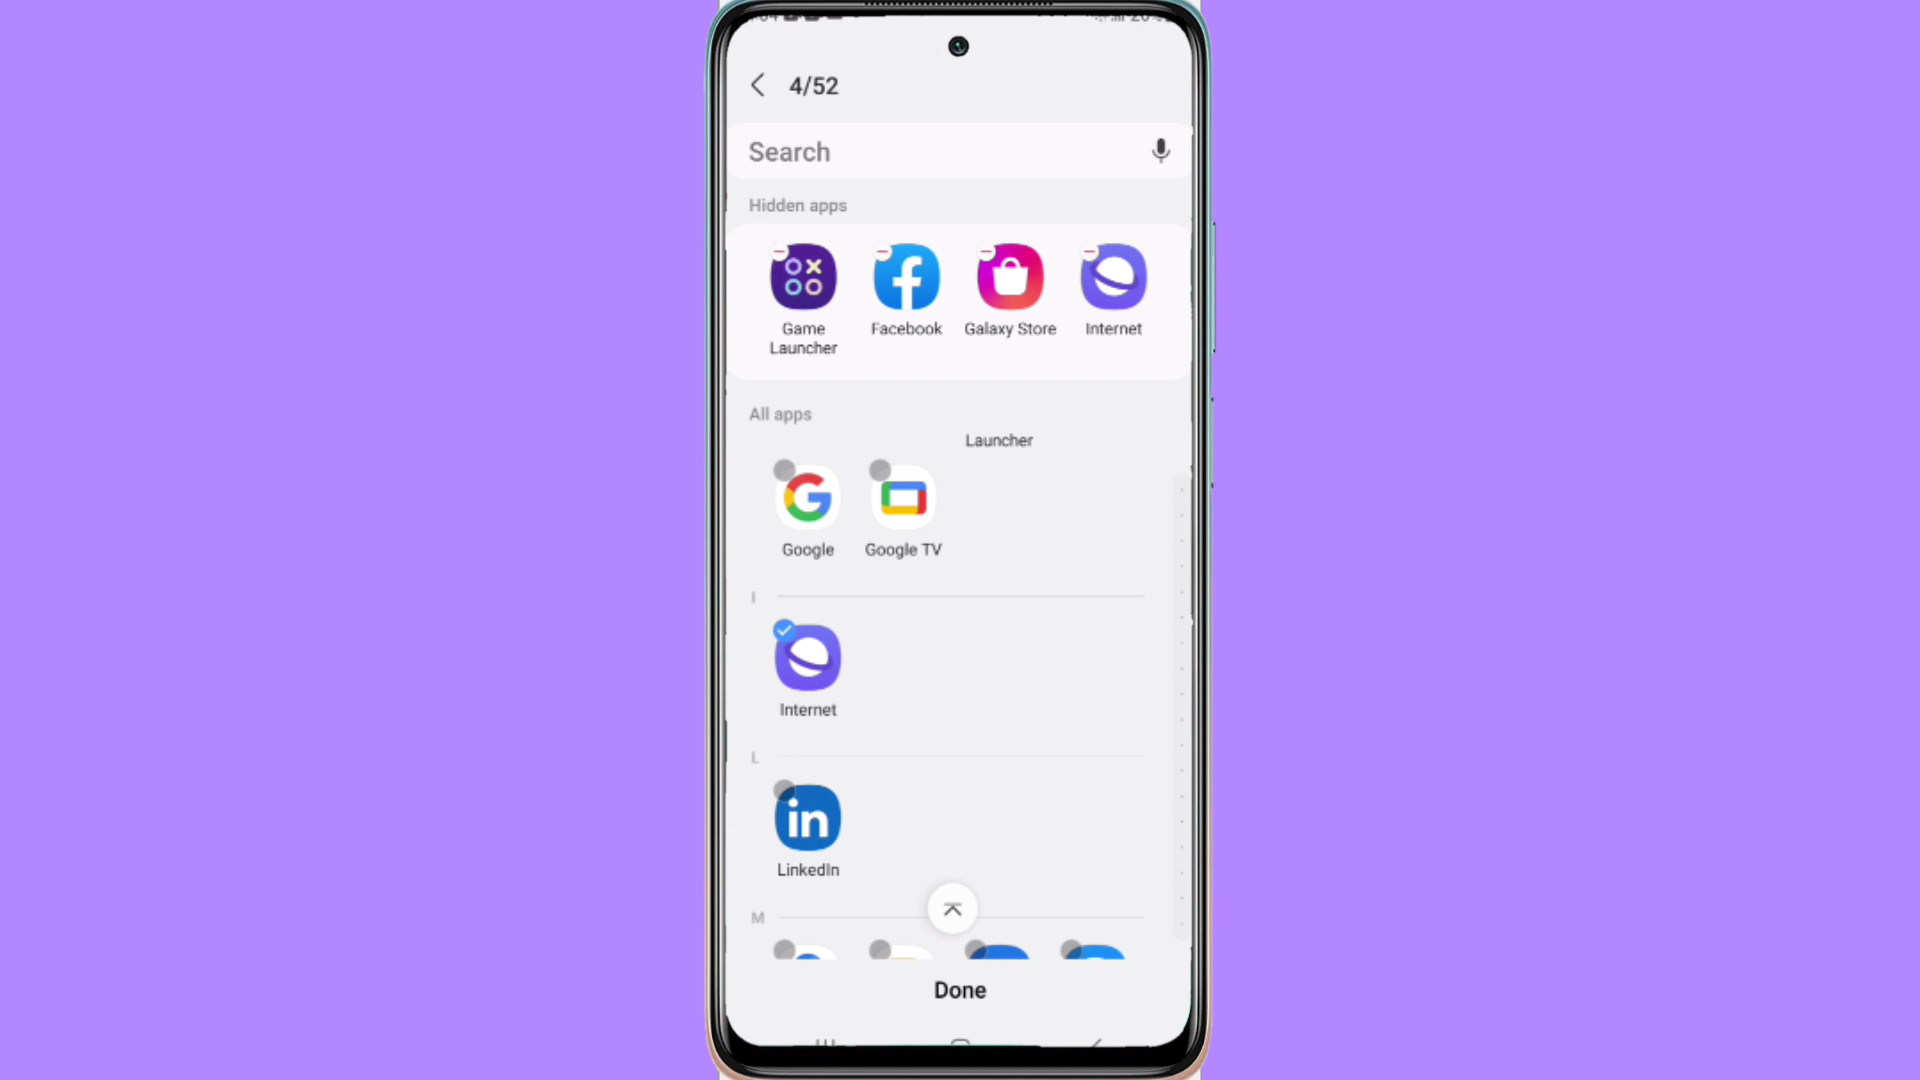 4/52
Search
Hidden apps
Game Launcher
Facebook
Galaxy Store
Internet
All apps
Launcher
Google
Google TV
I
Internet
L
in
LinkedIn
M
Done